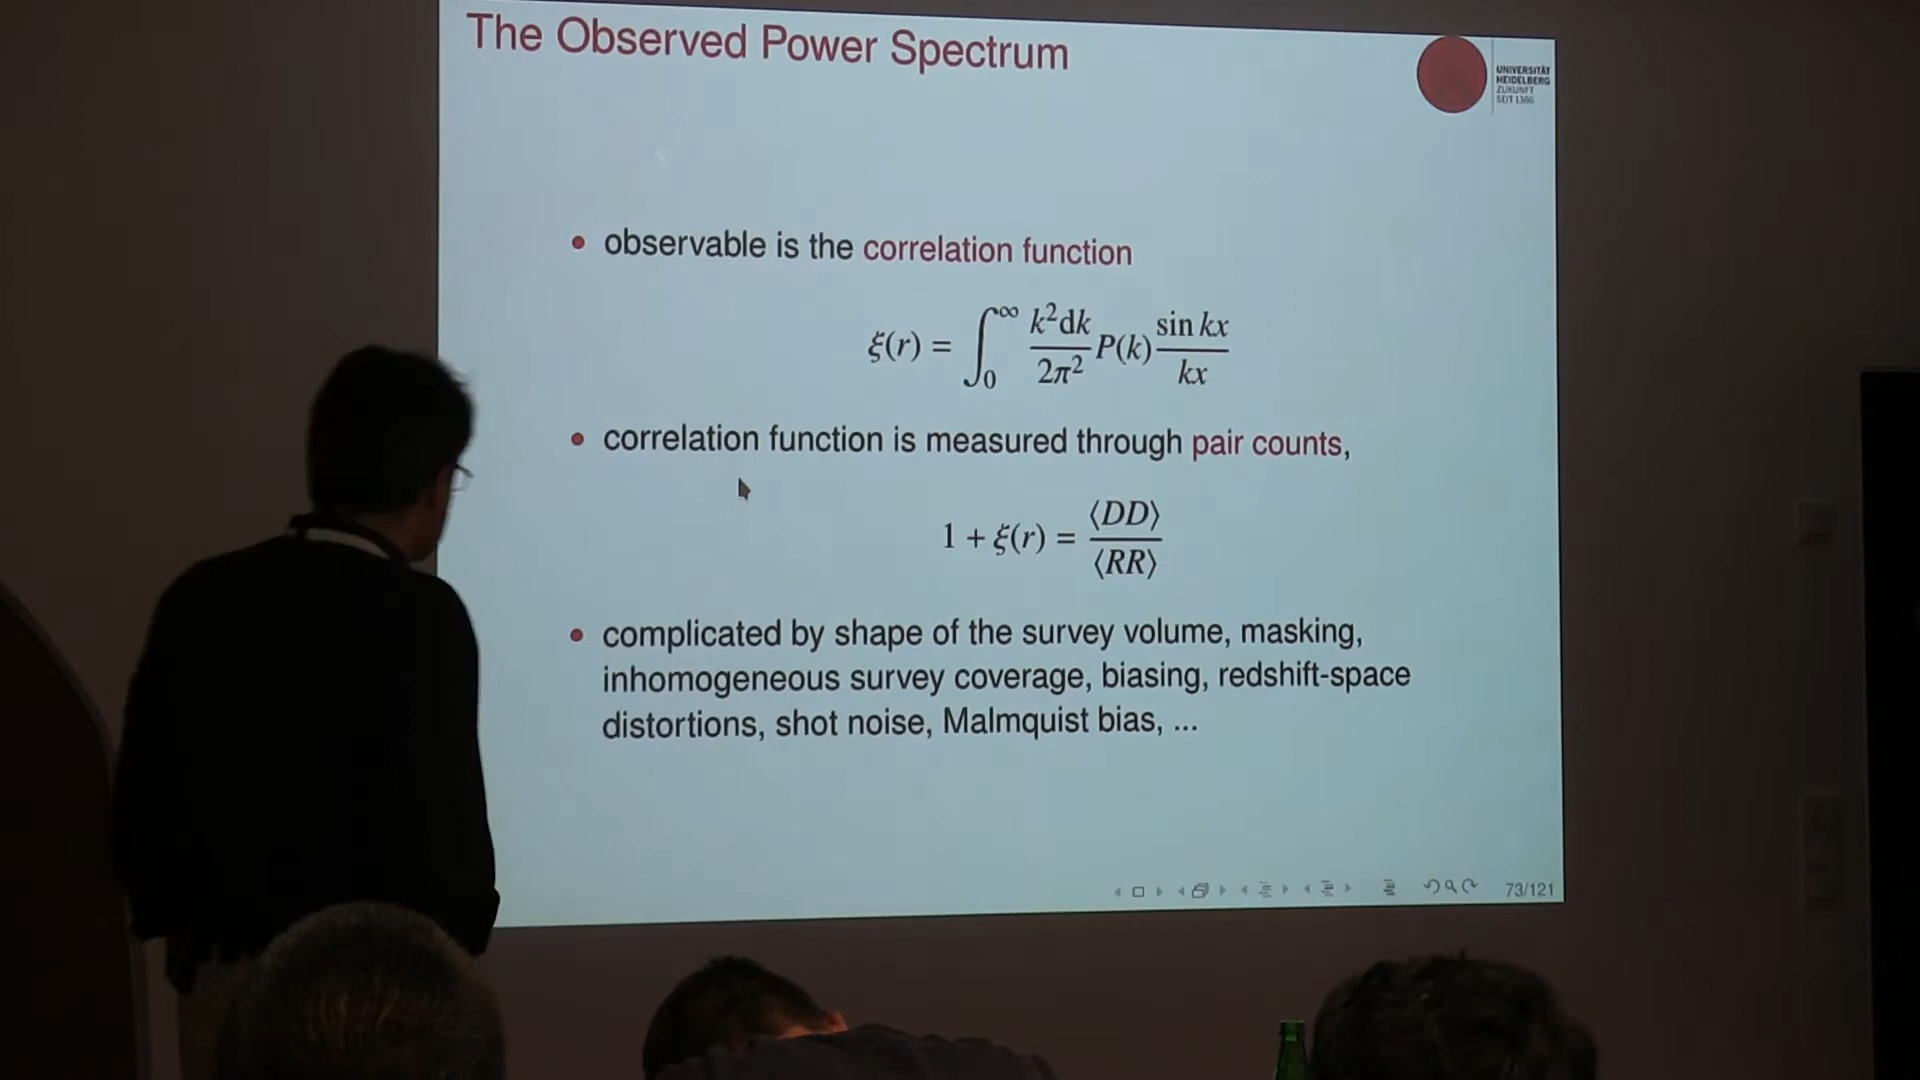 The Observed Power Spectrum
UNIVERSITÄT
HEIDELBERG
ZUKUNFT
SEIT 1386
• observable is the correlation function
ξ(r) = ∫₀^∞ k²dk/2π² P(k) sin kx/kx
• correlation function is measured through pair counts,
1 + ξ(r) = ⟨DD⟩/⟨RR⟩
• complicated by shape of the survey volume, masking,
inhomogeneous survey coverage, biasing, redshift-space
distortions, shot noise, Malmquist bias, ...
73/121